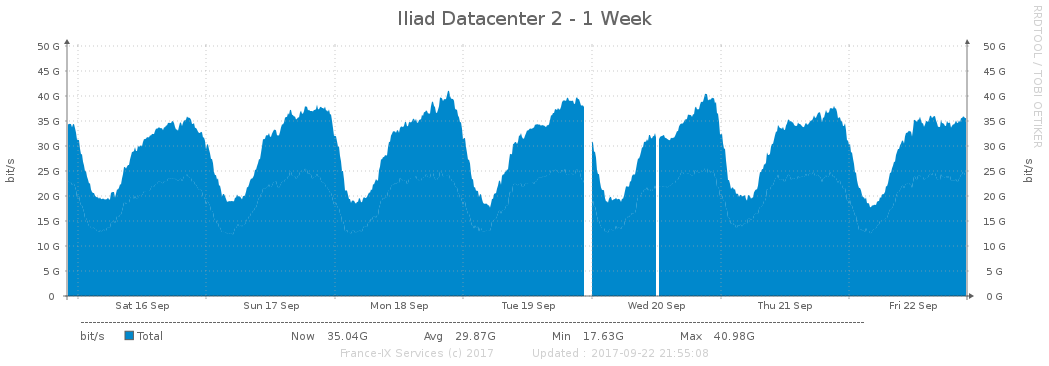 Iliad Datacenter 2 - 1 Week
RRDTOOL / TOBI OETIKER
bit/s
50 G 50 G
45 G 45 G
40 G 40 G
35 G 35 G
30 G 30 G
25 G 25 G
20 G 20 G
15 G 15 G
10 G 10 G
5 G 5 G
0 0 G
bit/s
Sat 16 Sep Sun 17 Sep Mon 18 Sep Tue 19 Sep Wed 20 Sep Thu 21 Sep Fri 22 Sep
bit/s Total Now 35.04G Avg 29.87G Min 17.63G Max 40.98G
France-IX Services (c) 2017 Updated : 2017-09-22 21:55:08